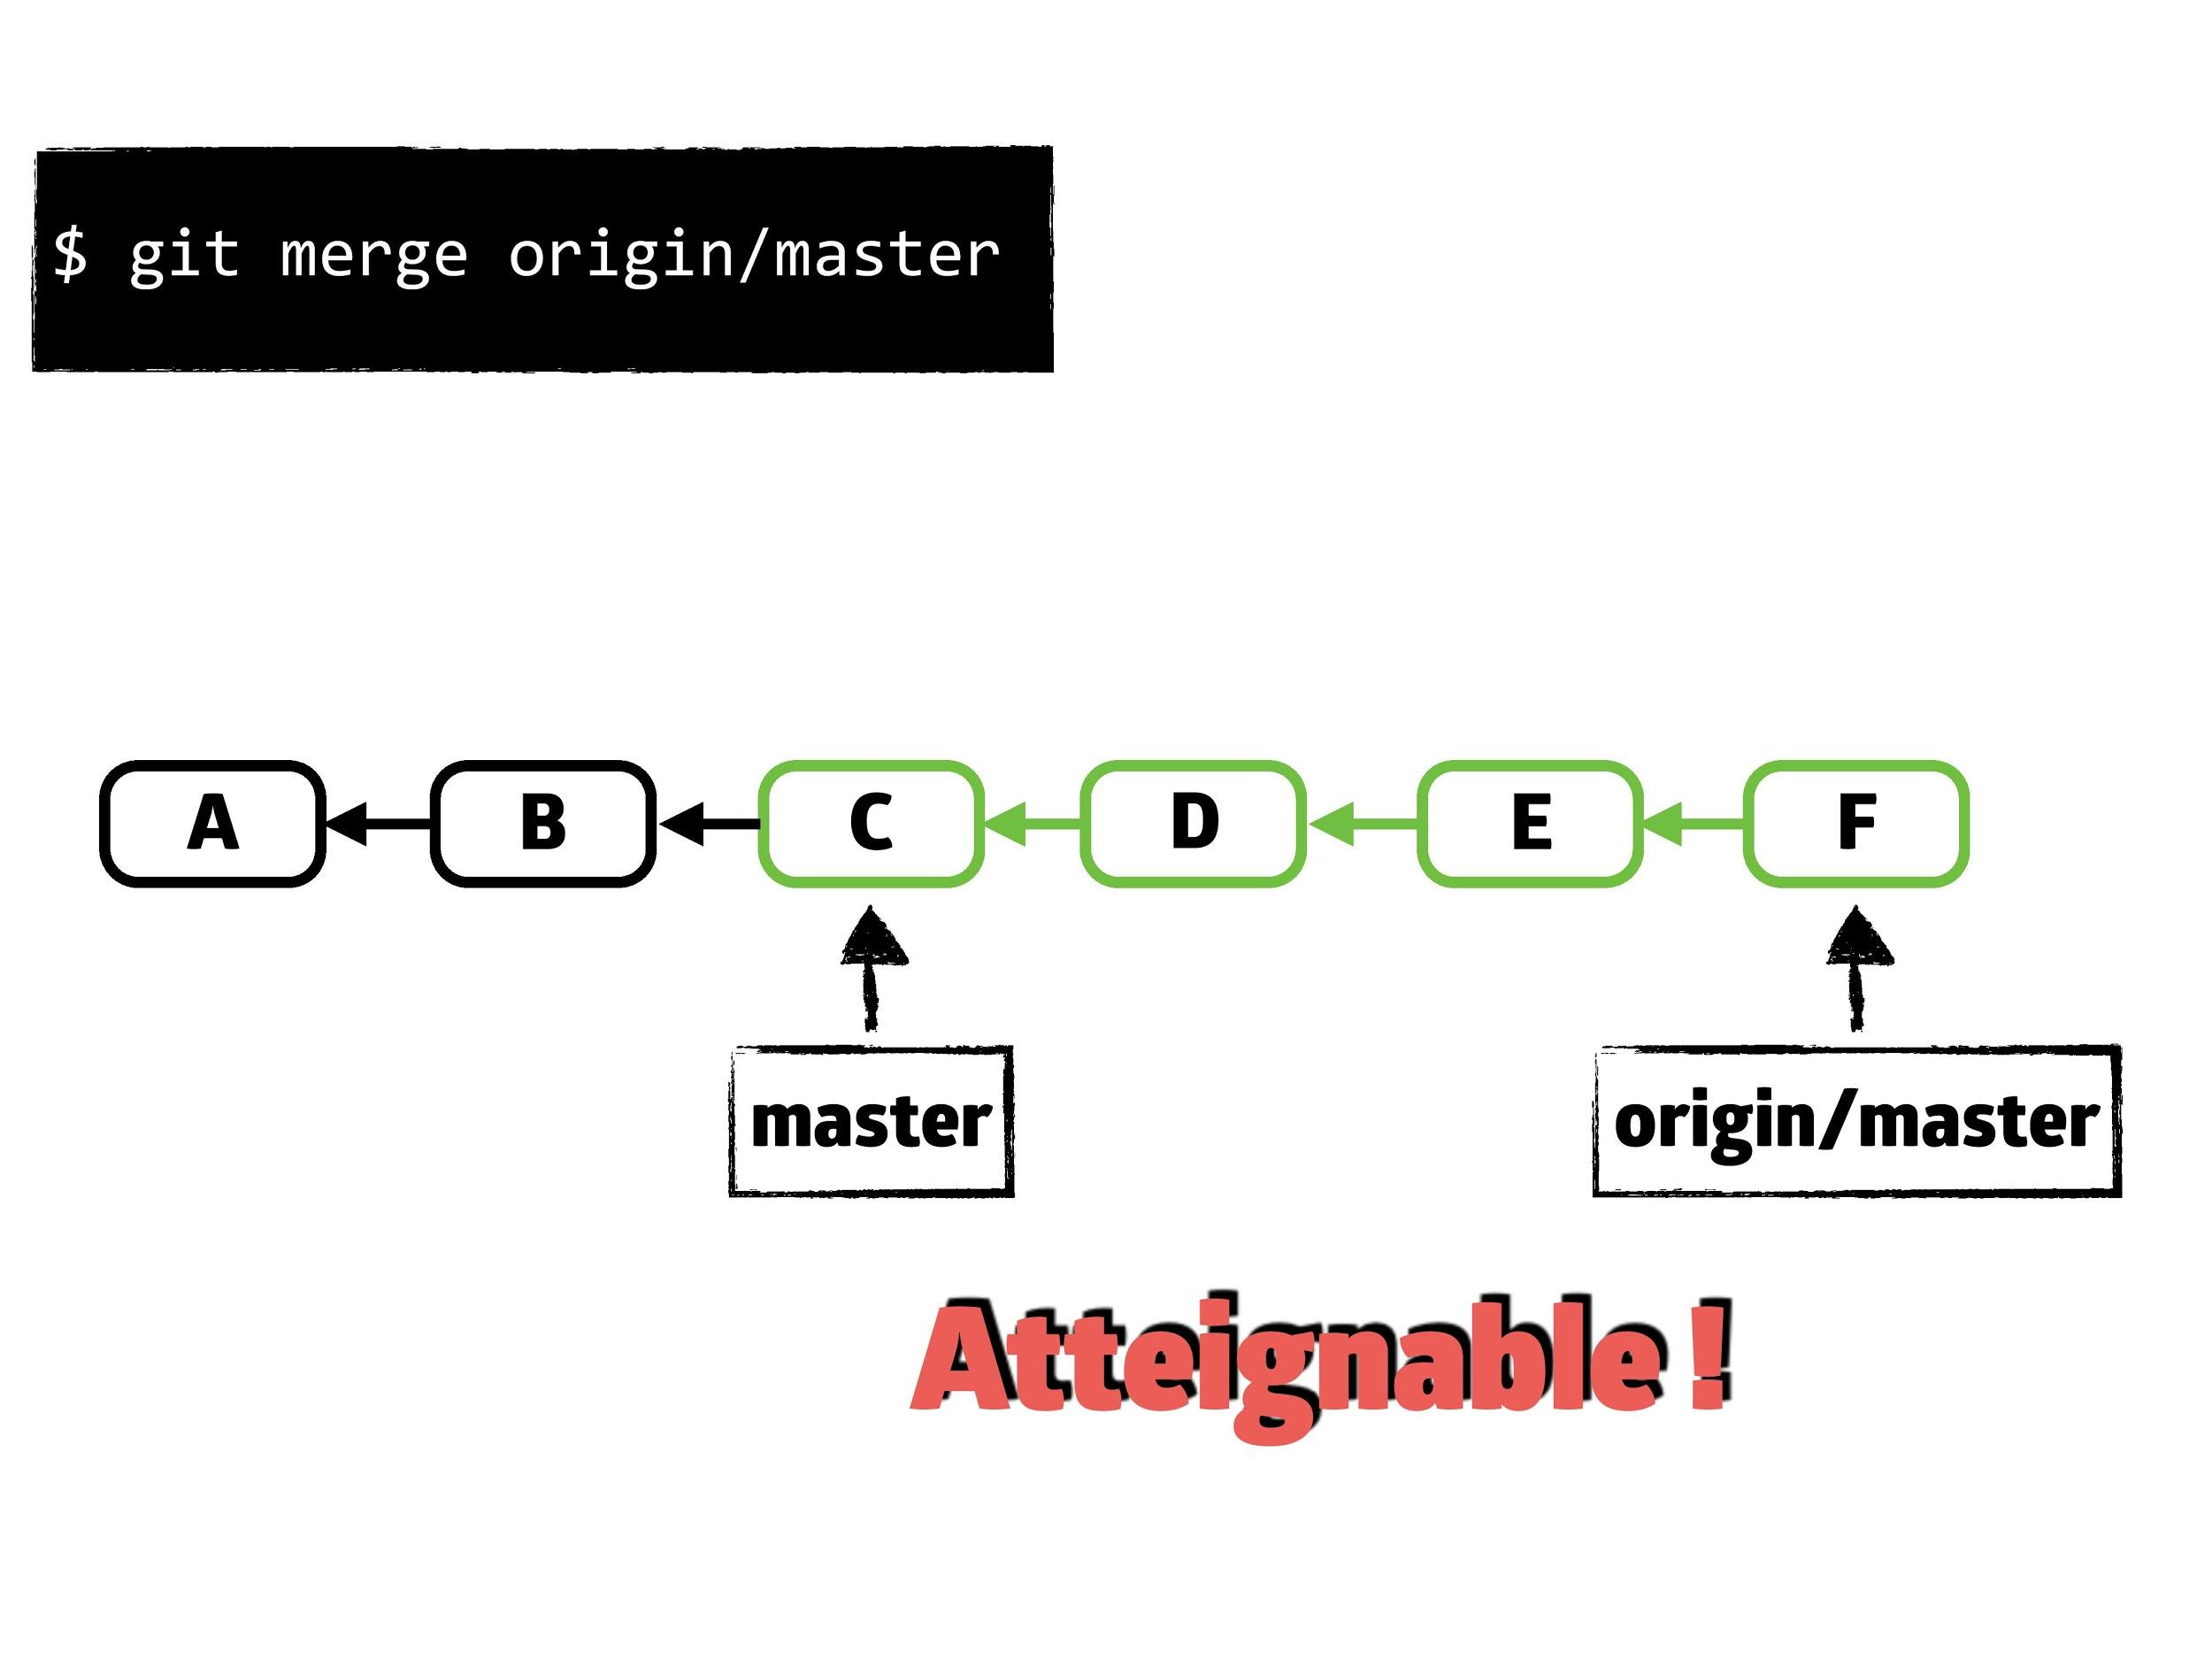 $ git merge origin/master
A B C D E F
master origin/master
Atteignable !